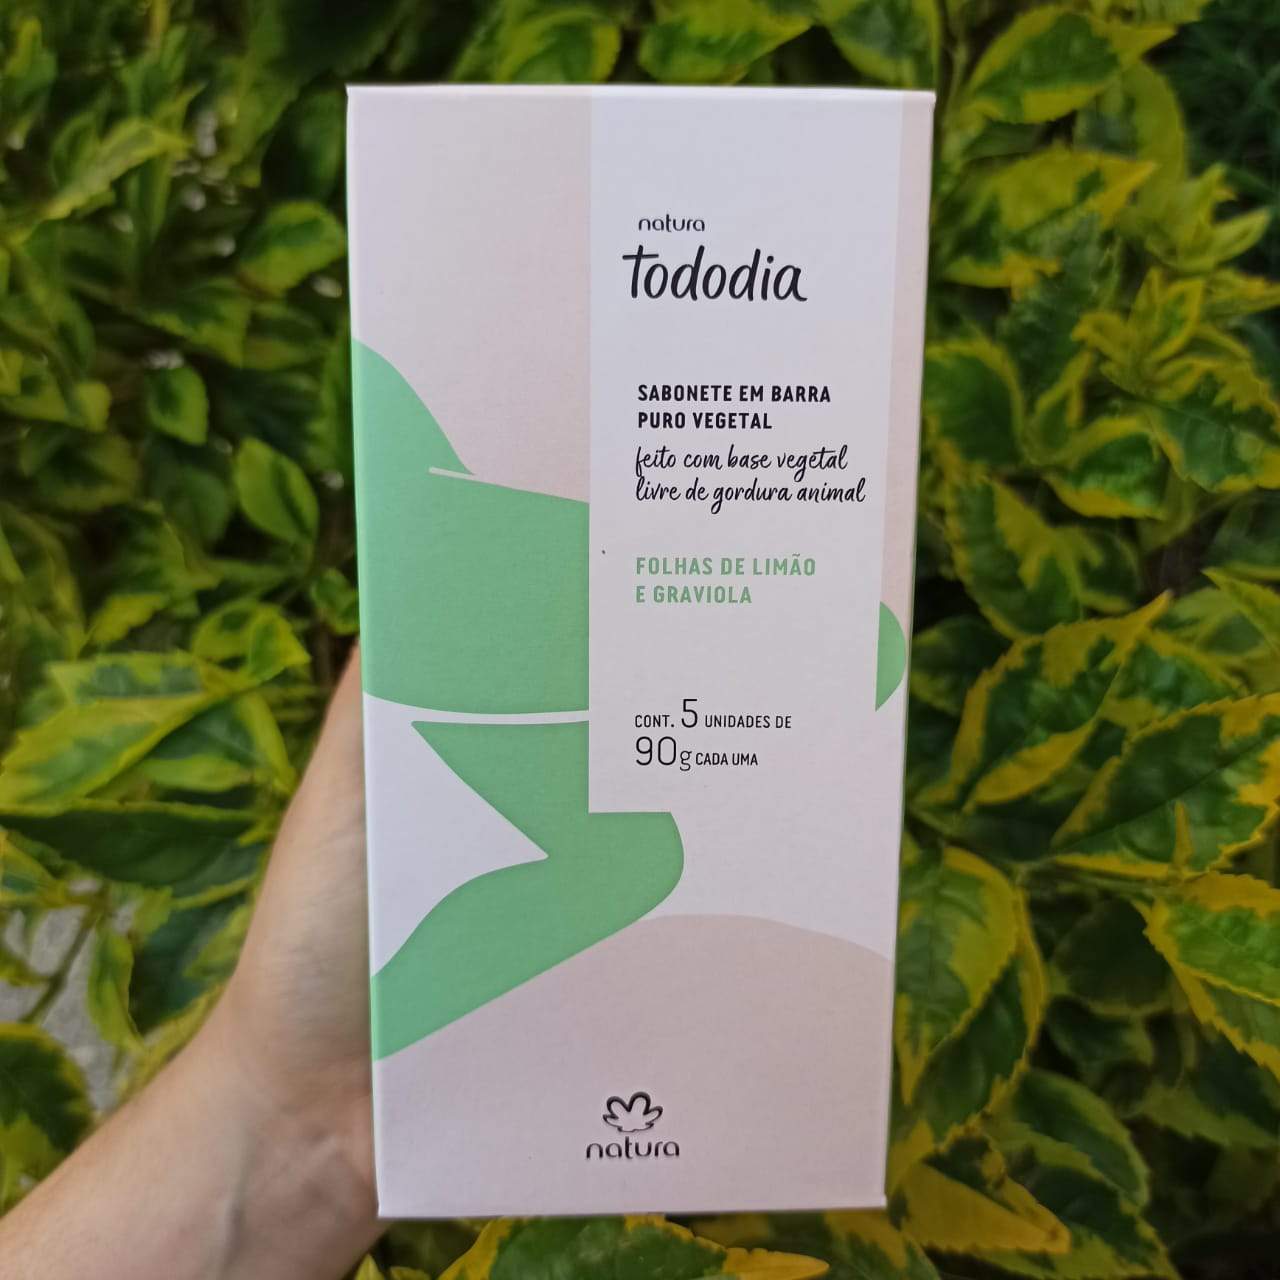 natura
tododia
SABONETE EM BARRA
PURO VEGETAL
feito com base vegetal
livre de gordura animal
FOLHAS DE LIMÃO
E GRAVIOLA
CONT. 5 UNIDADES DE
90g CADA UMA
natura